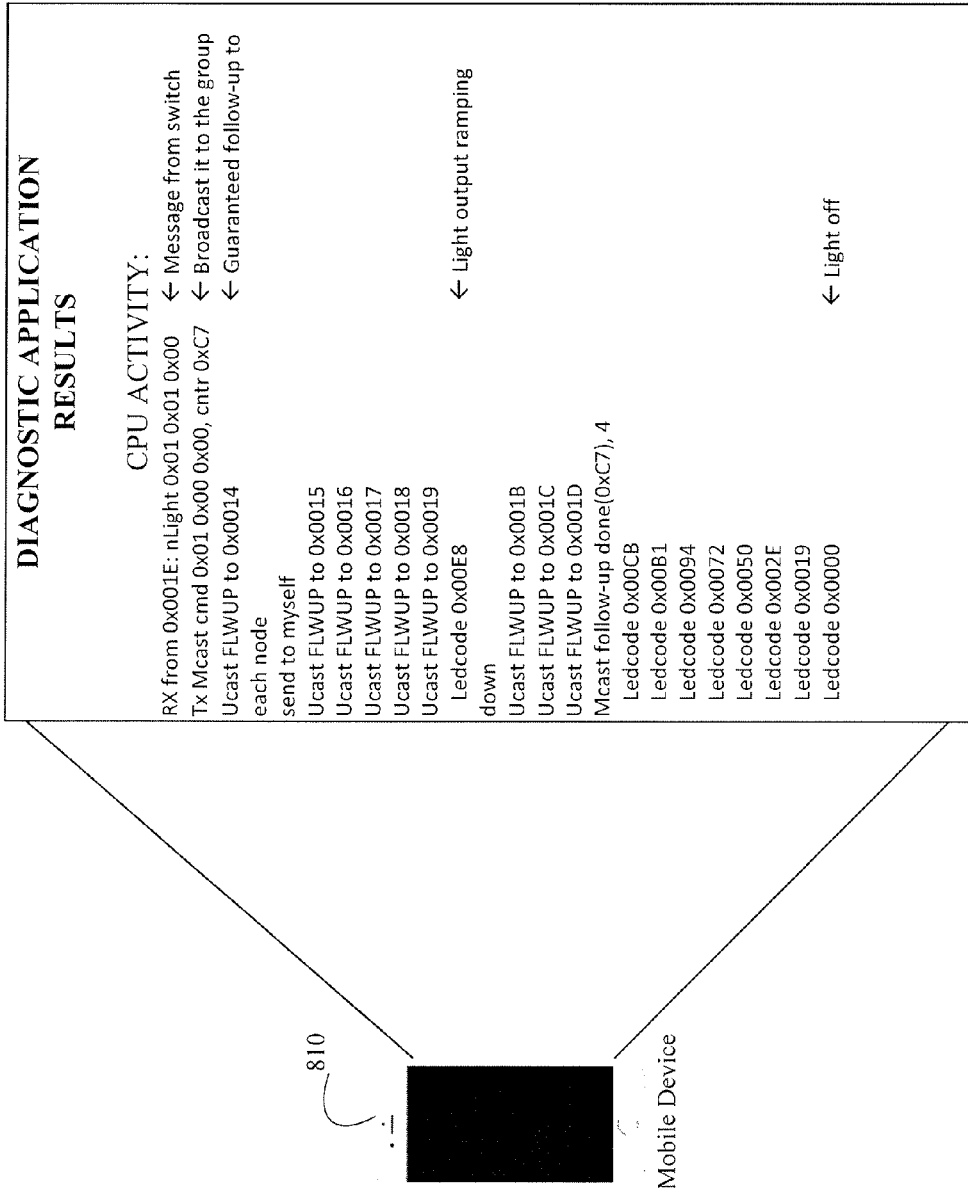 DIAGNOSTIC APPLICATION
RESULTS
CPU ACTIVITY:
RX from 0x001E: nLight 0x01 0x01 0x00 ← Message from switch
Tx Mcast cmd 0x01 0x00 0x00, cntr 0xC7 ← Broadcast it to the group
Ucast FLWUP to 0x0014 ← Guaranteed follow-up to
each node
send to myself
Ucast FLWUP to 0x0015
Ucast FLWUP to 0x0016
Ucast FLWUP to 0x0017
Ucast FLWUP to 0x0018
Ucast FLWUP to 0x0019
Ledcode 0x00E8 ← Light output ramping
down
Ucast FLWUP to 0x001B
Ucast FLWUP to 0x001C
Ucast FLWUP to 0x001D
Mcast follow-up done(0xC7), 4
Ledcode 0x00CB
Ledcode 0x00B1
Ledcode 0x0094
Ledcode 0x0072
Ledcode 0x0050
Ledcode 0x002E
Ledcode 0x0019
Ledcode 0x0000 ← Light off
810
Mobile Device